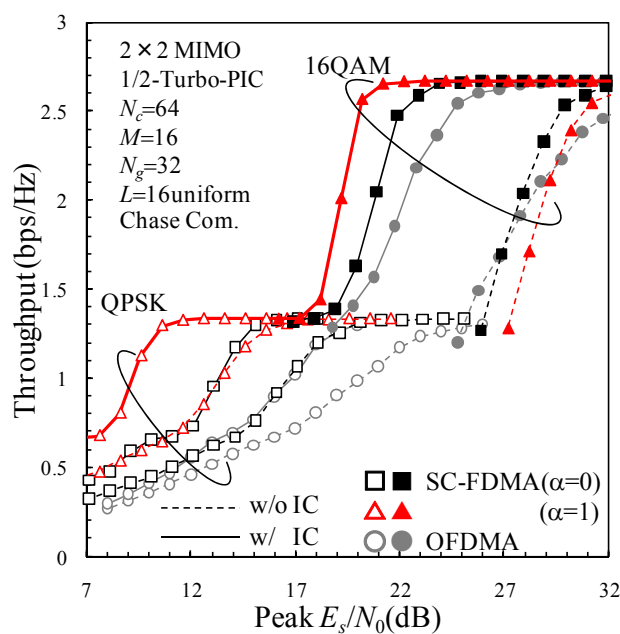 3
2.5
2
1.5
1
0.5
0
7
12
17
22
27
32
Throughput(bps/Hz)
Peak Es/N0(dB)
2×2 MIMO
1/2-Turbo-PIC
Nc=64
M=16
Ng=32
L=16uniform
Chase Com.
16QAM
QPSK
w/o IC
w/ IC
SC-FDMA(α=0)
(α=1)
OFDMA